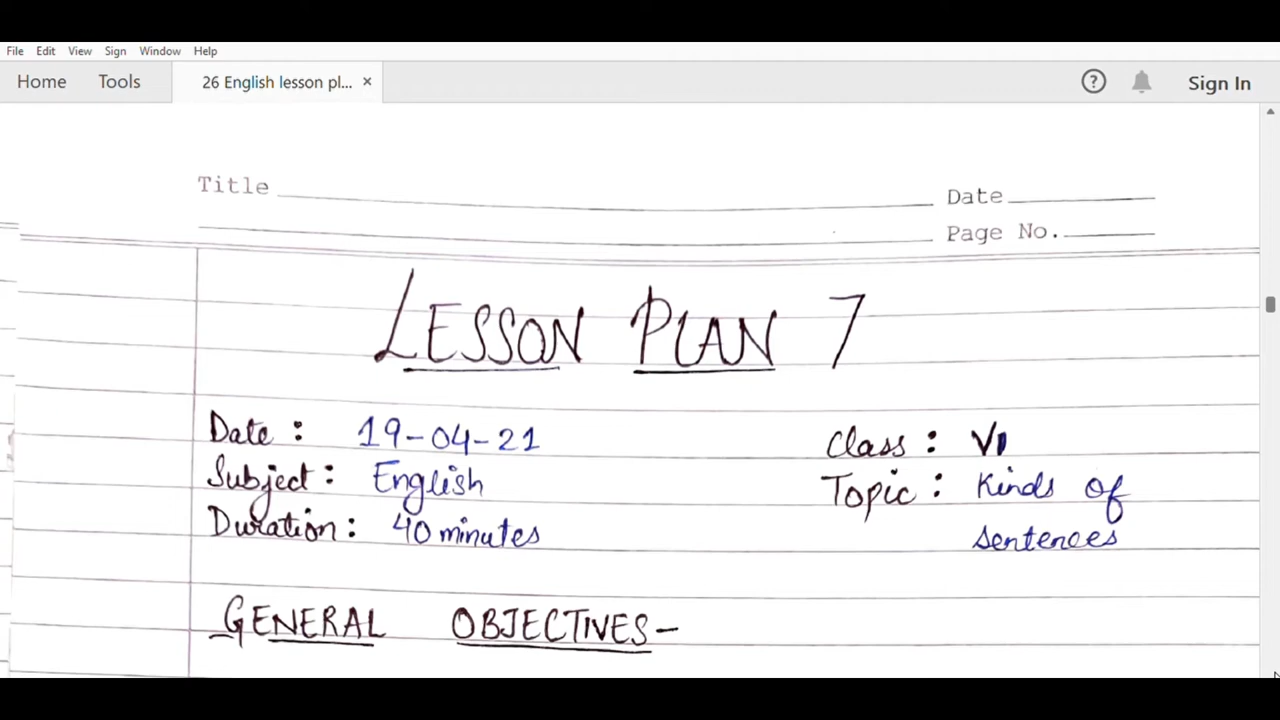 File Edit View Sign Window Help
Home Tools 26 English lesson pl... × Sign In
Title Date
Page No.
LESSON PLAN 7
Date : 19-04-21 Class : VI
Subject : English Topic : Kinds of
Duration : 40 minutes sentences
GENERAL OBJECTIVES-